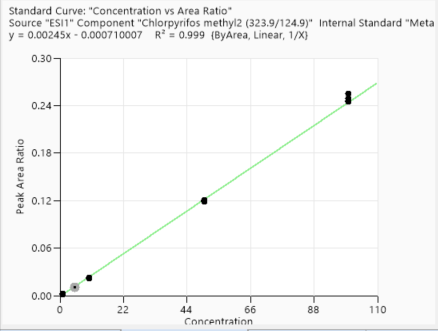 Standard Curve: "Concentration vs Area Ratio"
Source "ESI1" Component "Chlorpyrifos methyl2 (323.9/124.9)" Internal Standard "Meta
y = 0.00245x - 0.000710007 R² = 0.999 {ByArea, Linear, 1/X}
0.30
0.24
0.18
0.12
0.06
0.00
Peak Area Ratio
0 22 44 66 88 110
Concentration